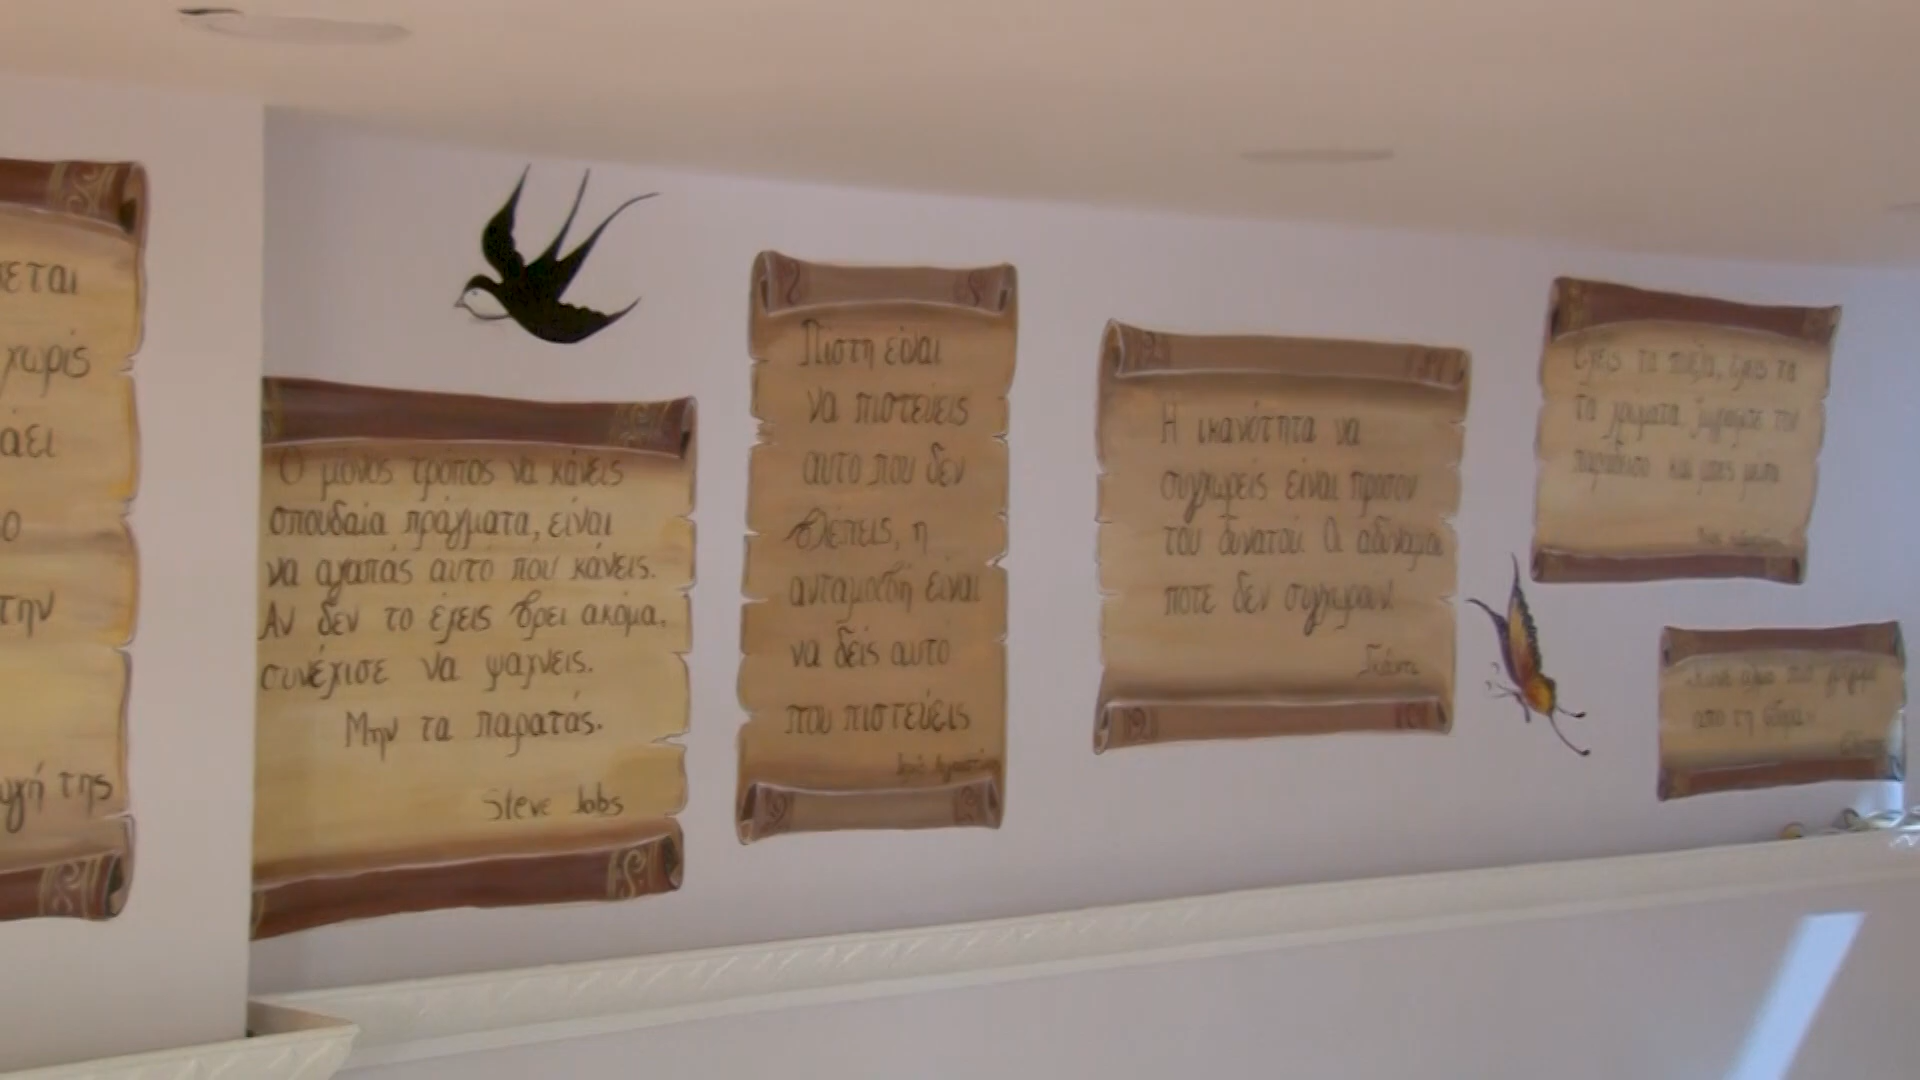 εται
χωρίς
άει
ο
την
γή της
Ο μόνος τρόπος να κάνεις
σπουδαία πράγματα, είναι
να αγαπάς αυτό που κάνεις.
Αν δεν το έχεις βρει ακόμα,
συνέχισε να ψάχνεις.
Μην τα παρατάς.
Steve Jobs
Πίστη είναι
να πιστεύεις
αυτό που δεν
βλέπεις, η
ανταμοιβή είναι
να δεις αυτό
που πιστεύεις
Η ικανότητα να
συγχωρείς είναι προσόν
του δυνατού. Οι αδύναμοι
ποτέ δεν συγχωρούν
Γκάντι
Έχεις τα πινέλα, έχεις τα
τα χρώματα ζωγράφισε τον
παράδεισο και μπες μέσα
από τη